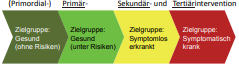 (Primordial-) Primär- Sekundär- und Tertiärintervention
Zielgruppe:
Gesund
(ohne Risiken)
Zielgruppe:
Gesund
(unter Risiken)
Zielgruppe:
Symptomlos
erkrankt
Zielgruppe:
Symptomatisch
krank